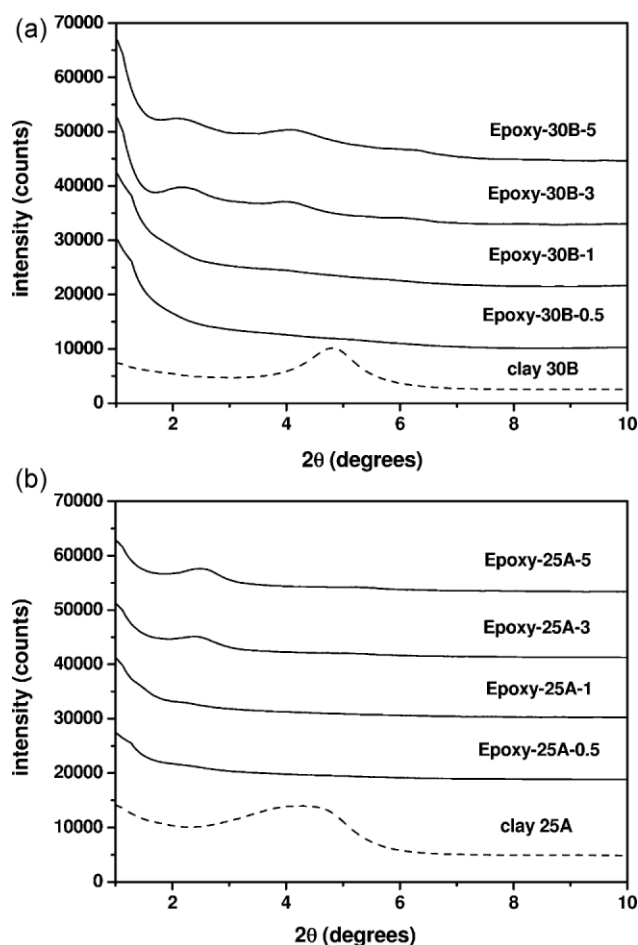 (a)
70000
60000
50000
40000
30000
20000
10000
0
intensity (counts)
Epoxy-30B-5
Epoxy-30B-3
Epoxy-30B-1
Epoxy-30B-0.5
clay 30B
2 4 6 8 10
2θ (degrees)
(b)
70000
60000
50000
40000
30000
20000
10000
0
intensity (counts)
Epoxy-25A-5
Epoxy-25A-3
Epoxy-25A-1
Epoxy-25A-0.5
clay 25A
2 4 6 8 10
2θ (degrees)